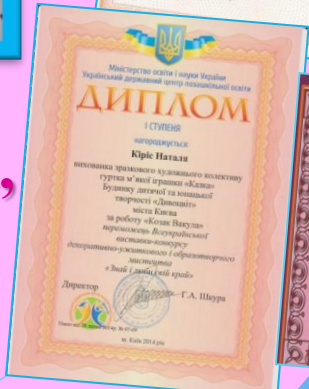 Міністерство освіти і науки України
Український державний центр позашкільної освіти
ДИПЛОМ
І СТУПЕНЯ
нагороджується
Кіріс Наталя
вихованка зразкового художнього колективу
гуртка м'якої іграшки «Казка»
Будинку дитячої та юнацької
творчості «Дивоцвіт»
міста Києва
за роботу «Козак Вакула»
переможець Всеукраїнської
виставки-конкурсу
декоративно-ужиткового і образотворчого
мистецтва
«Знай і люби свій край»
Директор Г.А. Шкура
м. Київ 2014 рік
,